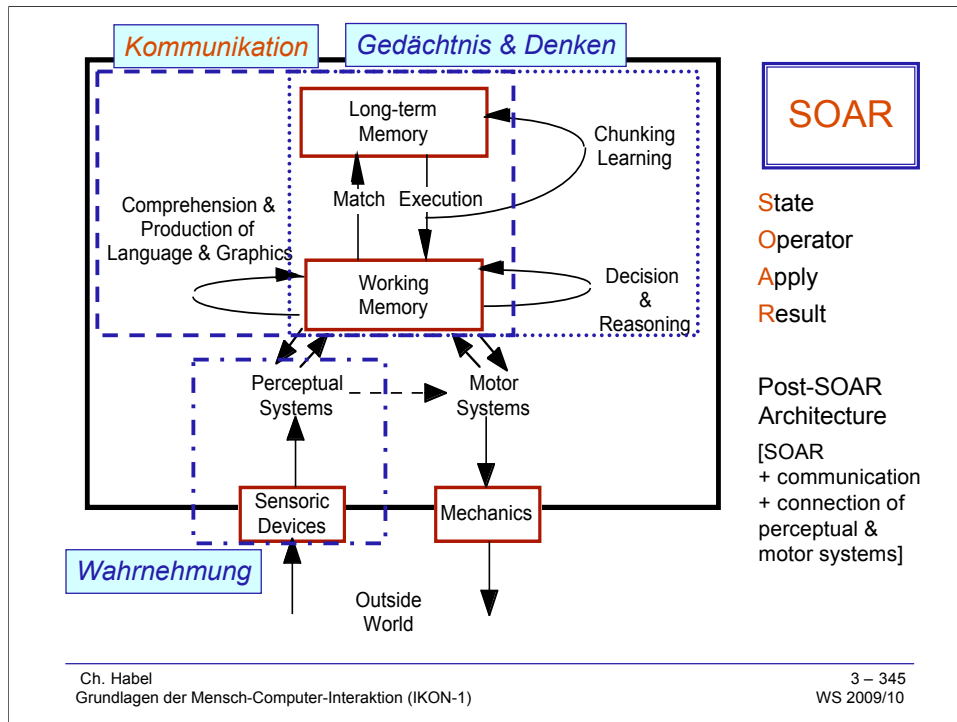 Kommunikation
Gedächtnis & Denken
Long-term
Memory
Chunking
Learning
Match
Execution
Comprehension &
Production of
Language & Graphics
Working
Memory
Decision
&
Reasoning
Perceptual
Systems
Motor
Systems
Sensoric
Devices
Mechanics
Wahrnehmung
Outside
World
SOAR
State
Operator
Apply
Result
Post-SOAR
Architecture
[SOAR
+ communication
+ connection of
perceptual &
motor systems]
Ch. Habel
Grundlagen der Mensch-Computer-Interaktion (IKON-1)
3 – 345
WS 2009/10